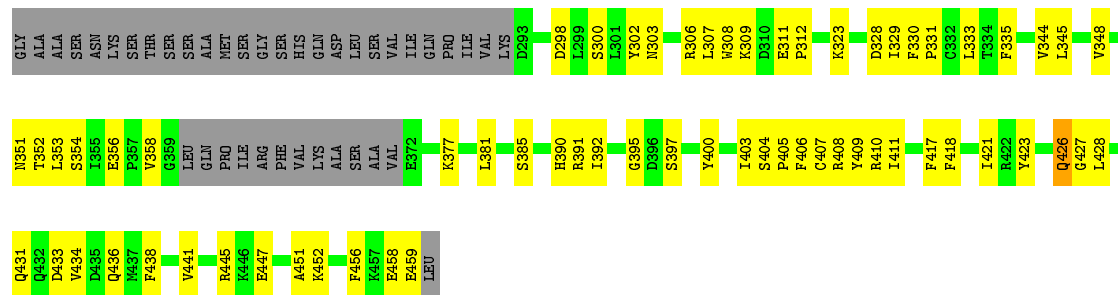 GLY ALA ALA SER ASN LYS SER THR SER SER ALA MET SER GLY SER HIS GLN ASP LEU SER VAL ILE GLN PRO ILE VAL LYS D293 D298 L299 S300 L301 Y302 N303 R306 L307 W308 K309 D310 E311 P312 K323 D328 I329 F330 P331 C332 L333 T334 F335 V344 L345 V348
N351 T352 L353 S354 I355 E356 P357 V358 G359 LEU GLN PRO ILE ARG PHE VAL LYS ALA SER ALA VAL E372 K377 L381 S385 H390 R391 I392 G395 D396 S397 Y400 I403 S404 P405 F406 C407 R408 Y409 R410 I411 F417 F418 I421 R422 Y423 Q426 G427 L428
Q431 Q432 D433 V434 D435 Q436 M437 F438 V441 R445 K446 E447 A451 K452 F456 K457 E458 E459 LEU